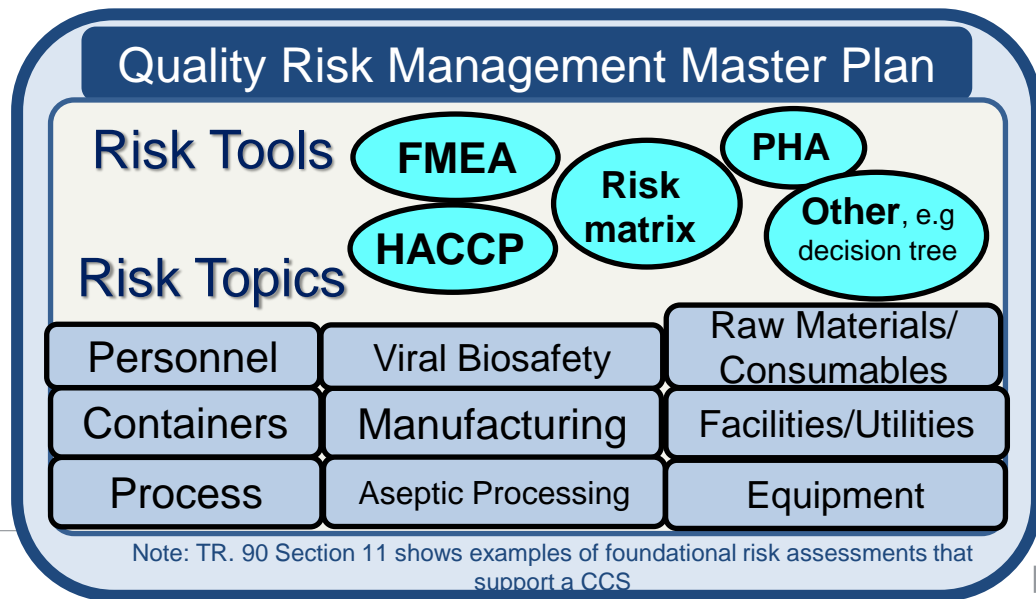 Quality Risk Management Master Plan
Risk Tools
FMEA
Risk
matrix
PHA
HACCP
Other, e.g
decision tree
Risk Topics
Personnel
Viral Biosafety
Raw Materials/
Consumables
Containers
Manufacturing
Facilities/Utilities
Process
Aseptic Processing
Equipment
Note: TR. 90 Section 11 shows examples of foundational risk assessments that
support a CCS